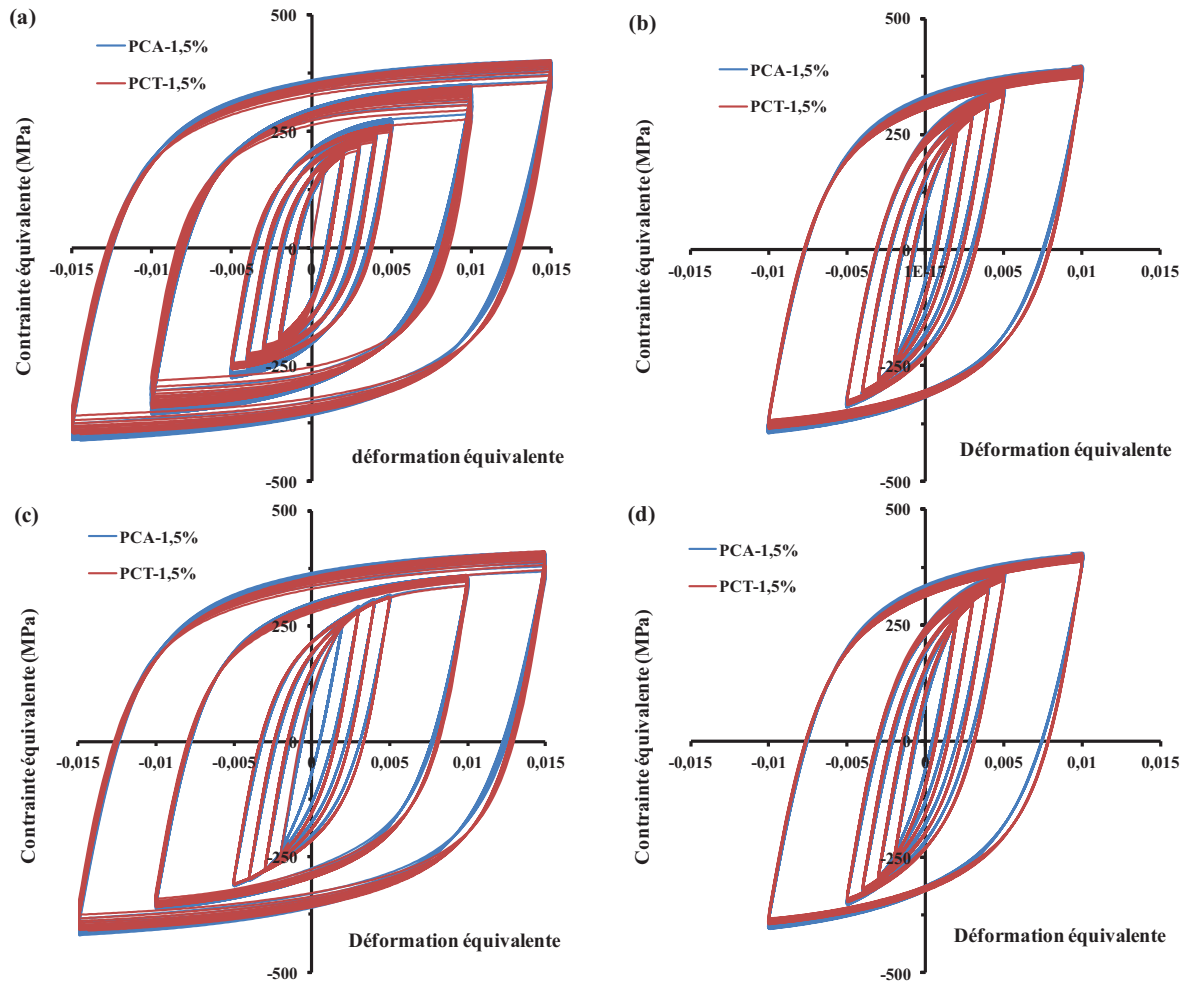 (a)
500
PCA-1,5%
PCT-1,5%
250
0
-250
-500
-0,015
-0,01
-0,005
0
0,005
0,01
0,015
Contrainte équivalente (MPa)
déformation équivalente
(b)
500
PCA-1,5%
PCT-1,5%
250
0
-250
-500
-0,015
-0,01
-0,005
1E-17
0,005
0,01
0,015
Contrainte équivalente (MPa)
Déformation équivalente
(c)
500
PCA-1,5%
PCT-1,5%
250
0
-250
-500
-0,015
-0,01
-0,005
0
0,005
0,01
0,015
Contrainte équivalente (MPa)
Déformation équivalente
(d)
500
PCA-1,5%
PCT-1,5%
250
0
-250
-500
-0,015
-0,01
-0,005
0
0,005
0,01
0,015
Contrainte équivalente (MPa)
Déformation équivalente